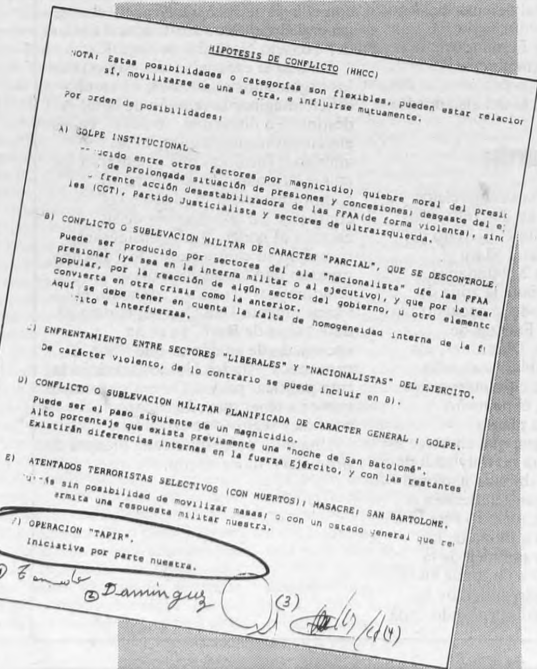 HIPOTESIS DE CONFLICTO (HHCC)
NOTA: Estas posibilidades o categorías son flexibles, pueden estar relacion
sí, movilizarse de una a otra, e influirse mutuamente.
Por orden de posibilidades:
A) GOLPE INSTITUCIONAL
ucido entre otros factores por magnicidio; quiebre moral del presid
de prolongada situación de presiones y concesiones; desgaste del e
frente acción desestabilizadora de las FFAA(de forma violenta), sind
les (CGT), Partido Justicialista y sectores de ultraizquierda.
B) CONFLICTO O SUBLEVACION MILITAR DE CARACTER "PARCIAL", QUE SE DESCONTROLE
Puede ser producido por sectores del ala "nacionalista" dfe las FFAA
presionar (ya sea en la interna militar o al ejecutivo), y que por la reac
popular, por la reacción de algún sector del gobierno, u otro elemento
convierta en otra crisis como la anterior.
Aquí se debe tener en cuenta la falta de homogeneidad interna de la f
cito e interfuerzas.
C) ENFRENTAMIENTO ENTRE SECTORES "LIBERALES" Y "NACIONALISTAS" DEL EJERCITO.
De carácter violento, de lo contrario se puede incluir en B).
D) CONFLICTO O SUBLEVACION MILITAR PLANIFICADA DE CARACTER GENERAL ; GOLPE.
Puede ser el paso siguiente de un magnicidio.
Alto porcentaje que exista previamente una "noche de San Batolomé".
Existirán diferencias internas en la fuerza Ejército, y con las restantes
E) ATENTADOS TERRORISTAS SELECTIVOS (CON MUERTOS); MASACRE; SAN BARTOLOME.
sin posibilidad de movilizar masas; o con un estado general que
ermita una respuesta militar nuestra.
F) OPERACION "TAPIR".
Iniciativa por parte nuestra.
② Dominguez
(3)